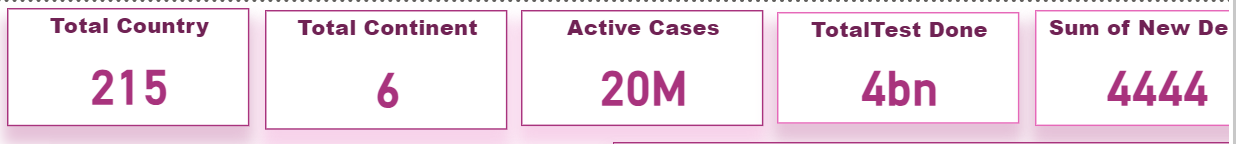 Total Country
215
Total Continent
6
Active Cases
20M
TotalTest Done
4bn
Sum of New De
4444